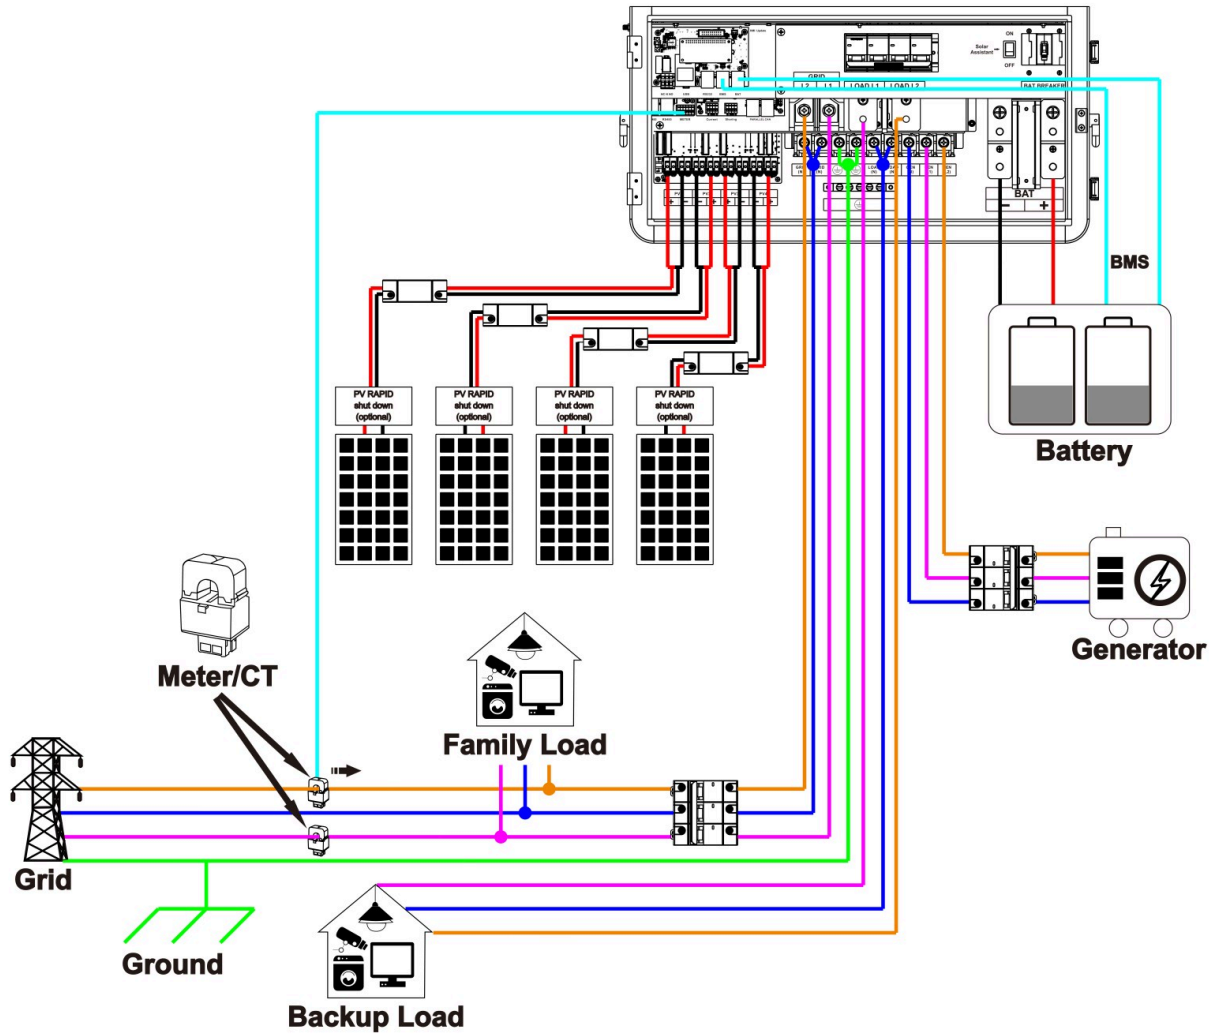 ON
Solar
Assistant
OFF
GRID
L2 L1
LOAD L1 LOAD L2
BAT BREAKER
METER
BAT
− +
BMS
PV RAPID
shut down
(optional)
PV RAPID
shut down
(optional)
PV RAPID
shut down
(optional)
PV RAPID
shut down
(optional)
Battery
Generator
Meter/CT
Family Load
Grid
Ground
Backup Load